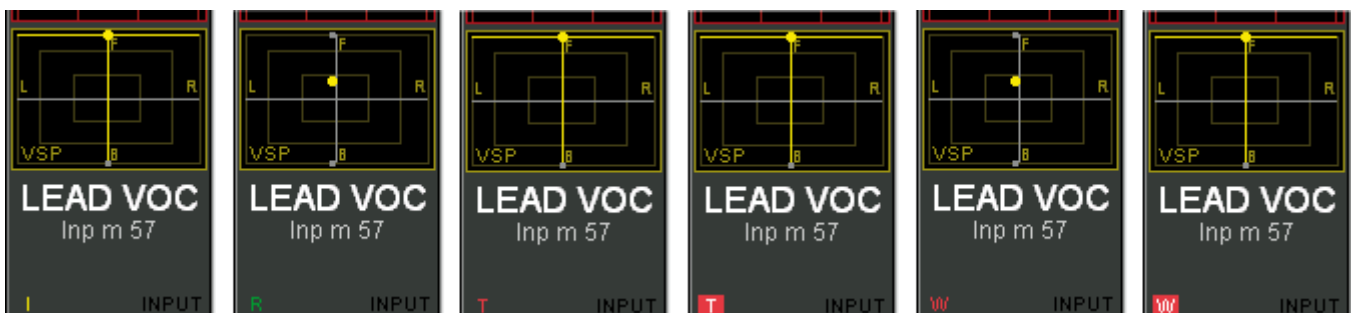 F
L R
VSP B
LEAD VOC
Inp m 57
I INPUT
F
L R
VSP B
LEAD VOC
Inp m 57
R INPUT
F
L R
VSP B
LEAD VOC
Inp m 57
T INPUT
F
L R
VSP B
LEAD VOC
Inp m 57
T INPUT
F
L R
VSP B
LEAD VOC
Inp m 57
W INPUT
F
L R
VSP B
LEAD VOC
Inp m 57
W INPUT